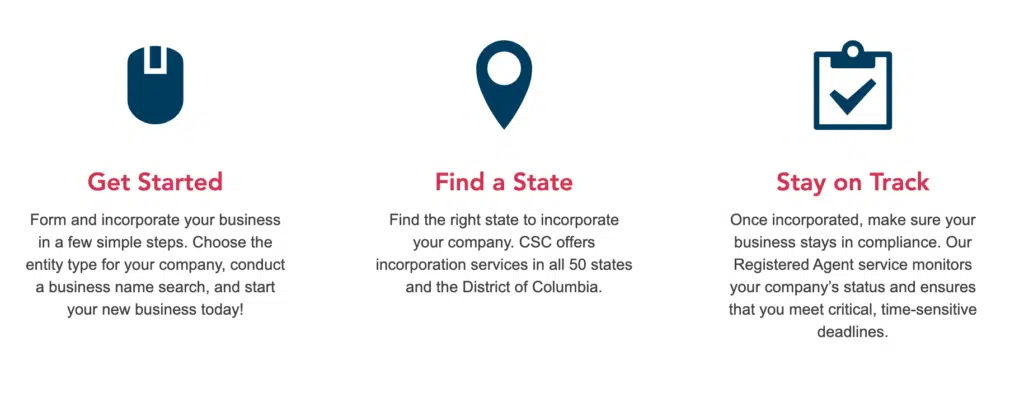 Get Started
Form and incorporate your business
in a few simple steps. Choose the
entity type for your company, conduct
a business name search, and start
your new business today!
Find a State
Find the right state to incorporate
your company. CSC offers
incorporation services in all 50 states
and the District of Columbia.
Stay on Track
Once incorporated, make sure your
business stays in compliance. Our
Registered Agent service monitors
your company’s status and ensures
that you meet critical, time-sensitive
deadlines.